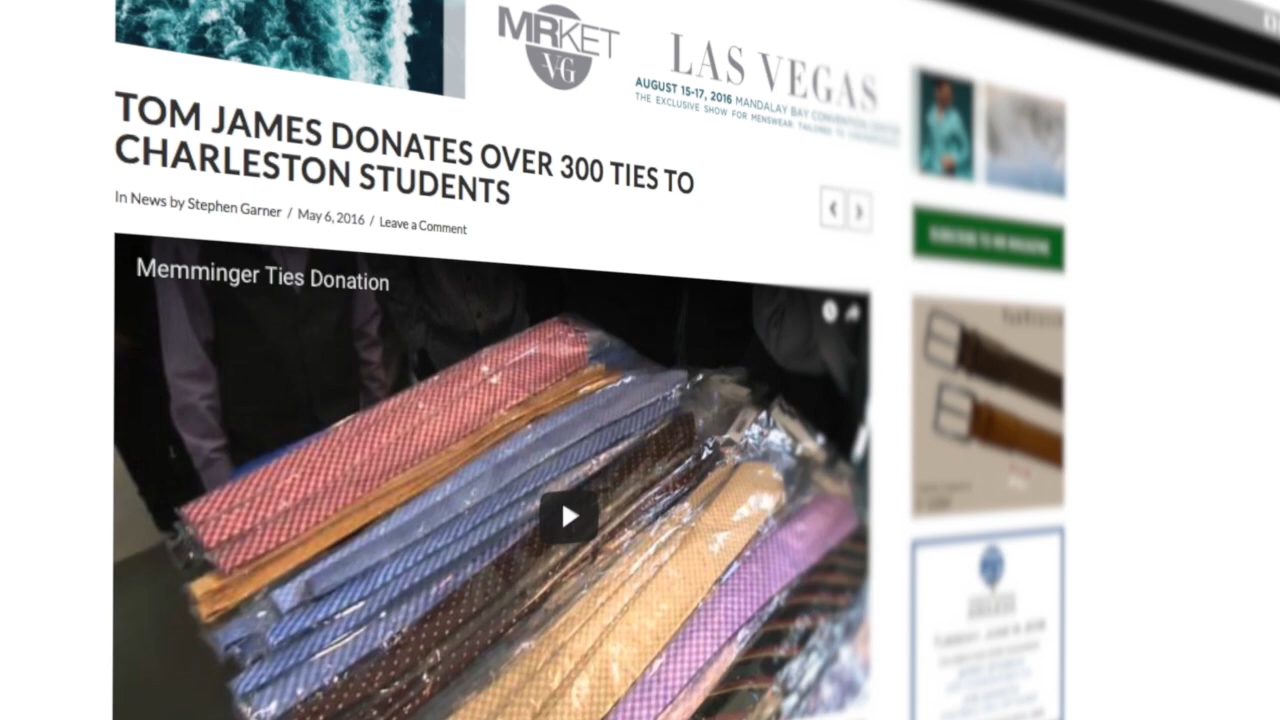 MRKET
VG
LAS VEGAS
AUGUST 15-17, 2016 MANDALAY BAY CONVENTION CENTER
THE EXCLUSIVE SHOW FOR MENSWEAR: TAILORED TO
TOM JAMES DONATES OVER 300 TIES TO
CHARLESTON STUDENTS
In News by Stephen Garner / May 6, 2016 / Leave a Comment
Memminger Ties Donation